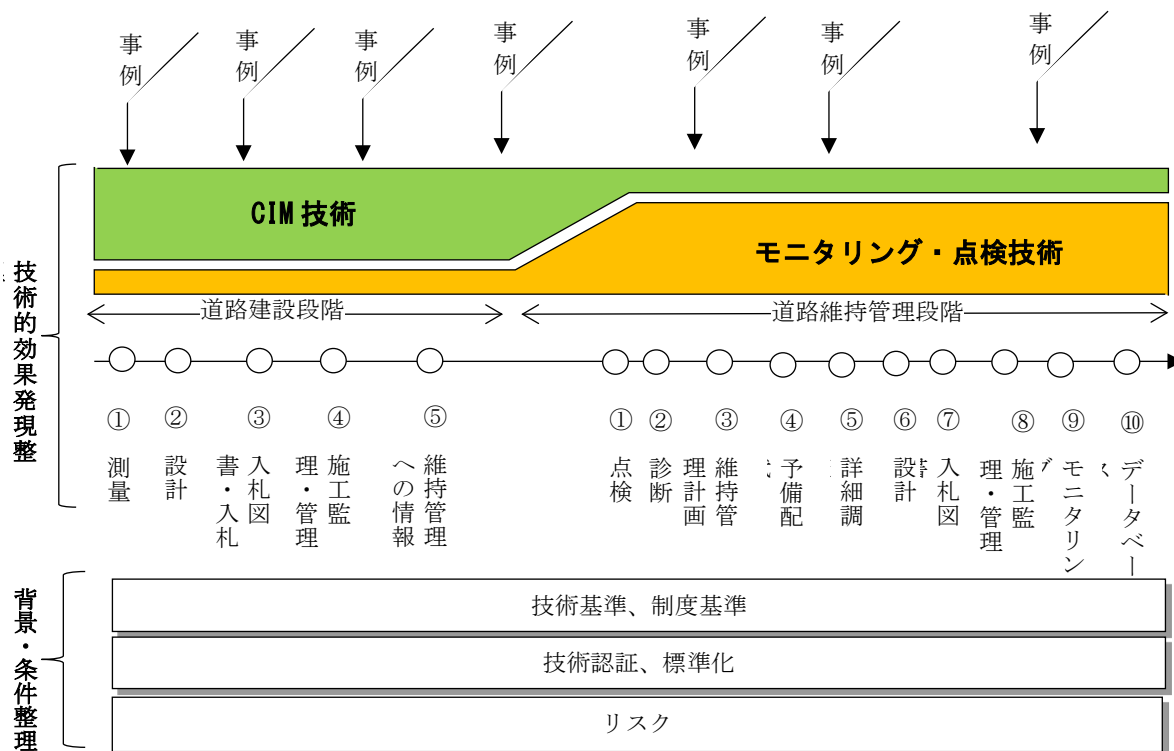 事例
事例
事例
事例
事例
事例
事例
CIM 技術
モニタリング・点検技術
道路建設段階
道路維持管理段階
技術的効果発現整
①
測量
②
設計
③
入札図
書・入札
④
施工監
理・管理
⑤
維持管理
への情報
①
点検
②
診断
③
維持管
理計画
④
予備配
⑤
詳細調
⑥
設計
⑦
入札図
⑧
施工監
理・管理
⑨
モニタリン
グ
⑩
データベー
ス
背景・条件整理
技術基準、制度基準
技術認証、標準化
リスク